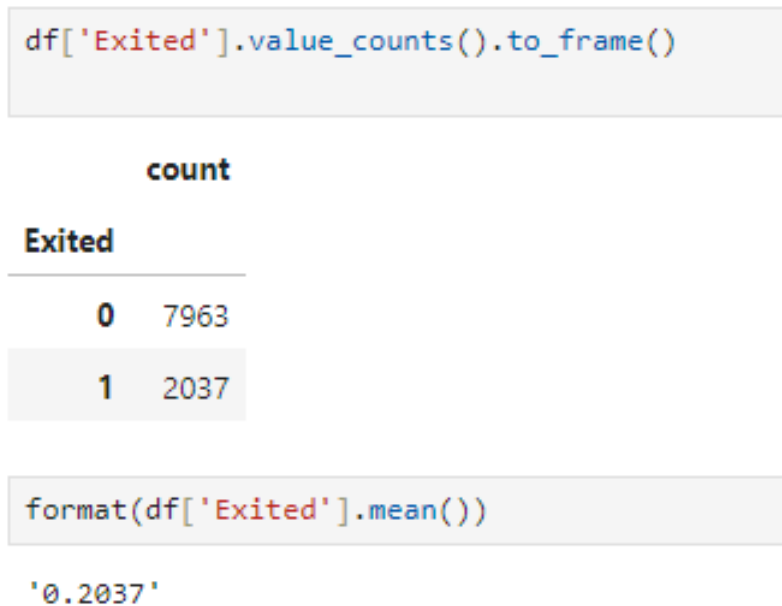 df['Exited'].value_counts().to_frame()
count
Exited
0 7963
1 2037
format(df['Exited'].mean())
'0.2037'